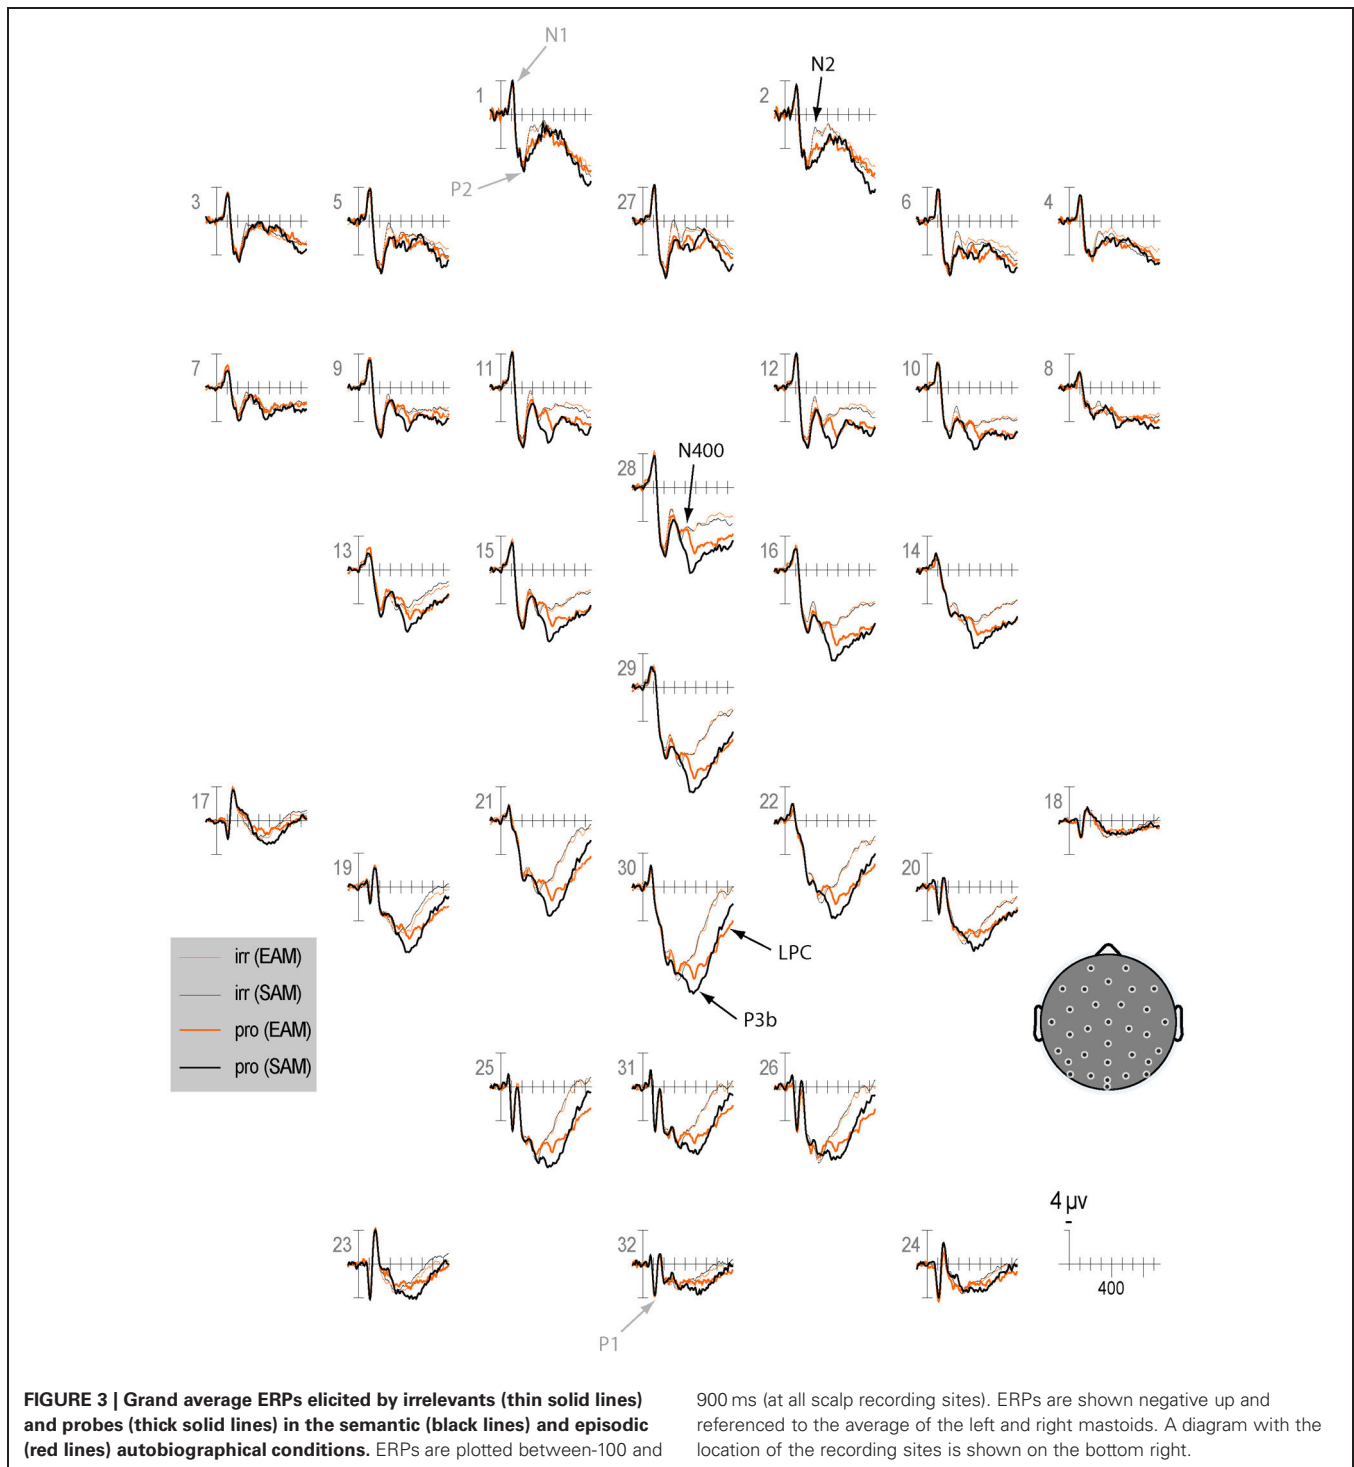 N1
N2
1
2
P2
3
5
27
6
4
7
9
11
12
10
8
N400
28
13
15
16
14
29
17
21
22
18
19
30
20
irr (EAM)
irr (SAM)
pro (EAM)
pro (SAM)
LPC
P3b
25
31
26
4 μv
23
32
24
400
P1
FIGURE 3 | Grand average ERPs elicited by irrelevants (thin solid lines)
and probes (thick solid lines) in the semantic (black lines) and episodic
(red lines) autobiographical conditions. ERPs are plotted between-100 and
900 ms (at all scalp recording sites). ERPs are shown negative up and
referenced to the average of the left and right mastoids. A diagram with the
location of the recording sites is shown on the bottom right.